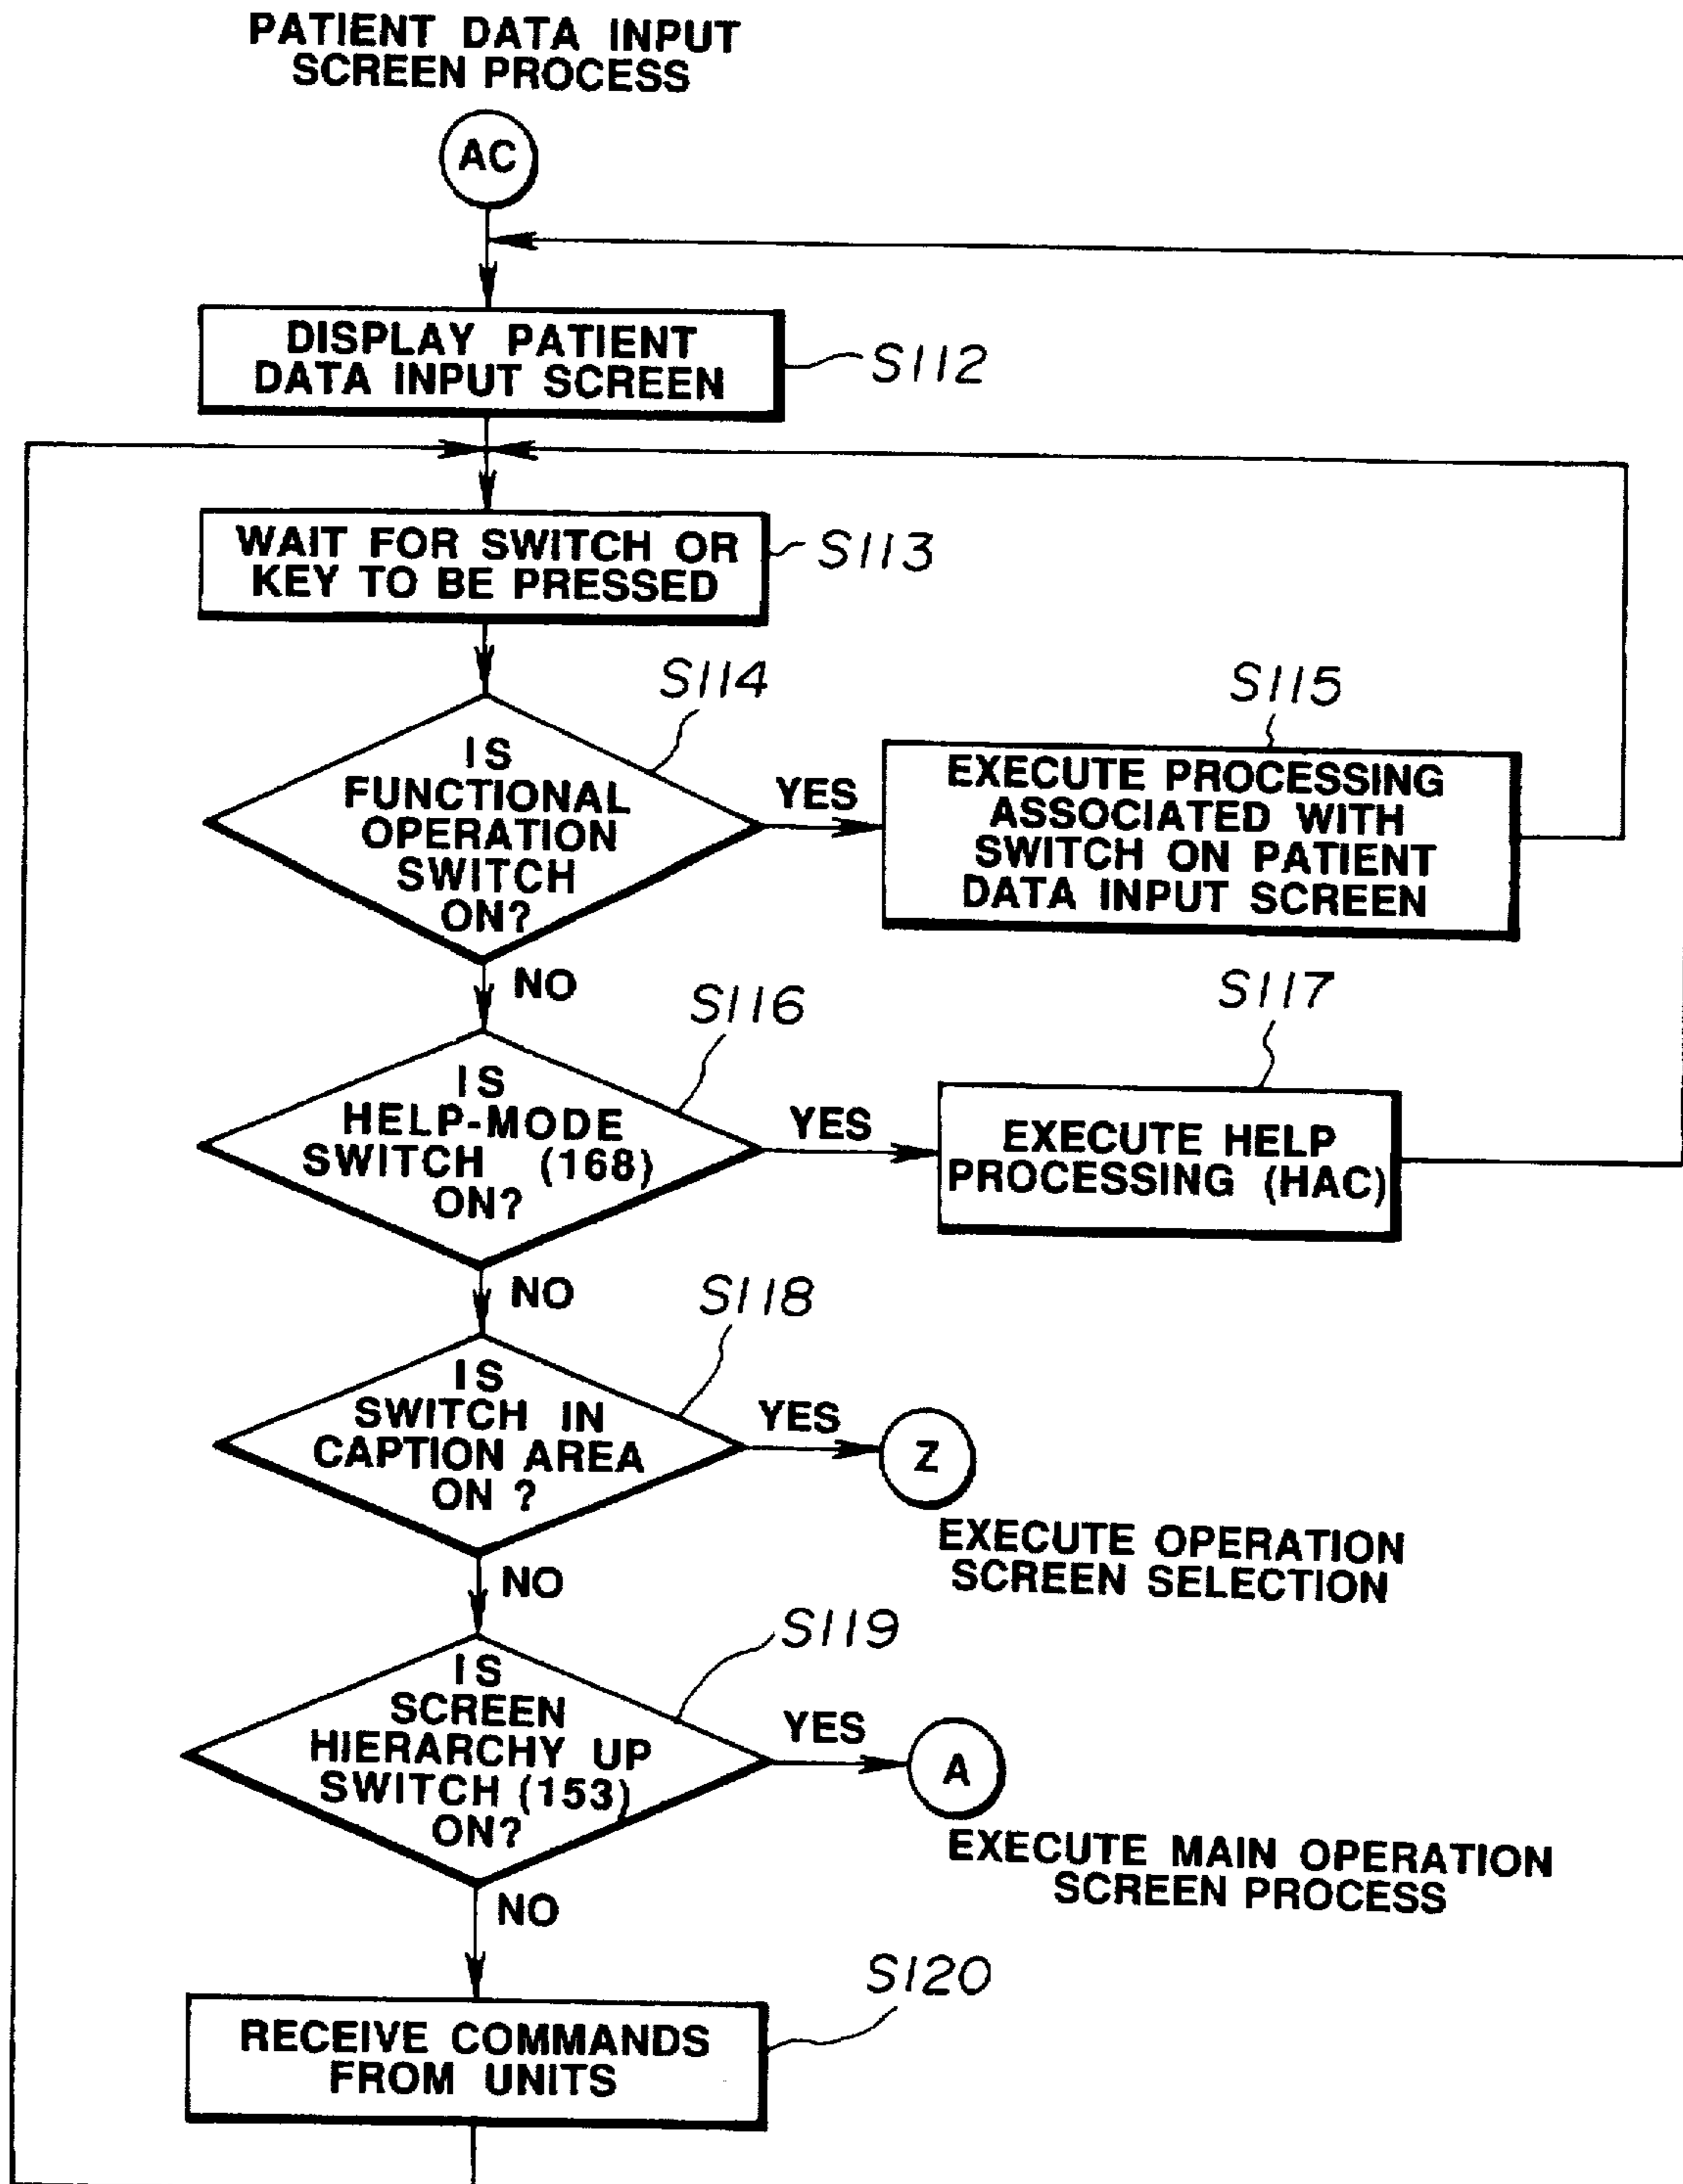 PATIENT DATA INPUT
SCREEN PROCESS
AC
DISPLAY PATIENT
DATA INPUT SCREEN
S112
WAIT FOR SWITCH OR
KEY TO BE PRESSED
S113
S114
IS
FUNCTIONAL
OPERATION
SWITCH
ON?
YES
S115
EXECUTE PROCESSING
ASSOCIATED WITH
SWITCH ON PATIENT
DATA INPUT SCREEN
NO
S116
IS
HELP-MODE
SWITCH (168)
ON?
YES
S117
EXECUTE HELP
PROCESSING (HAC)
NO
S118
IS
SWITCH IN
CAPTION AREA
ON ?
YES
Z
EXECUTE OPERATION
SCREEN SELECTION
NO
S119
IS
SCREEN
HIERARCHY UP
SWITCH (153)
ON?
YES
A
EXECUTE MAIN OPERATION
SCREEN PROCESS
NO
S120
RECEIVE COMMANDS
FROM UNITS